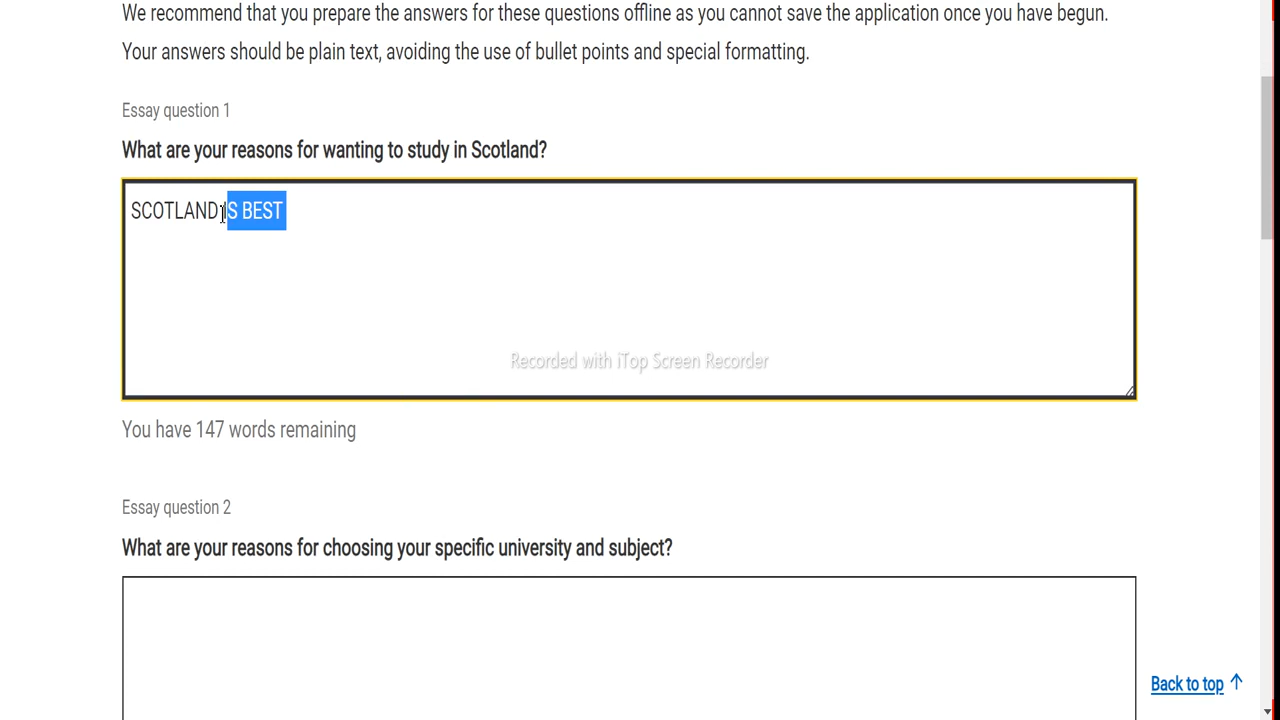 We recommend that you prepare the answers for these questions offline as you cannot save the application once you have begun.
Your answers should be plain text, avoiding the use of bullet points and special formatting.
Essay question 1
What are your reasons for wanting to study in Scotland?
SCOTLAND IS BEST
Recorded with iTop Screen Recorder
You have 147 words remaining
Essay question 2
What are your reasons for choosing your specific university and subject?
Back to top